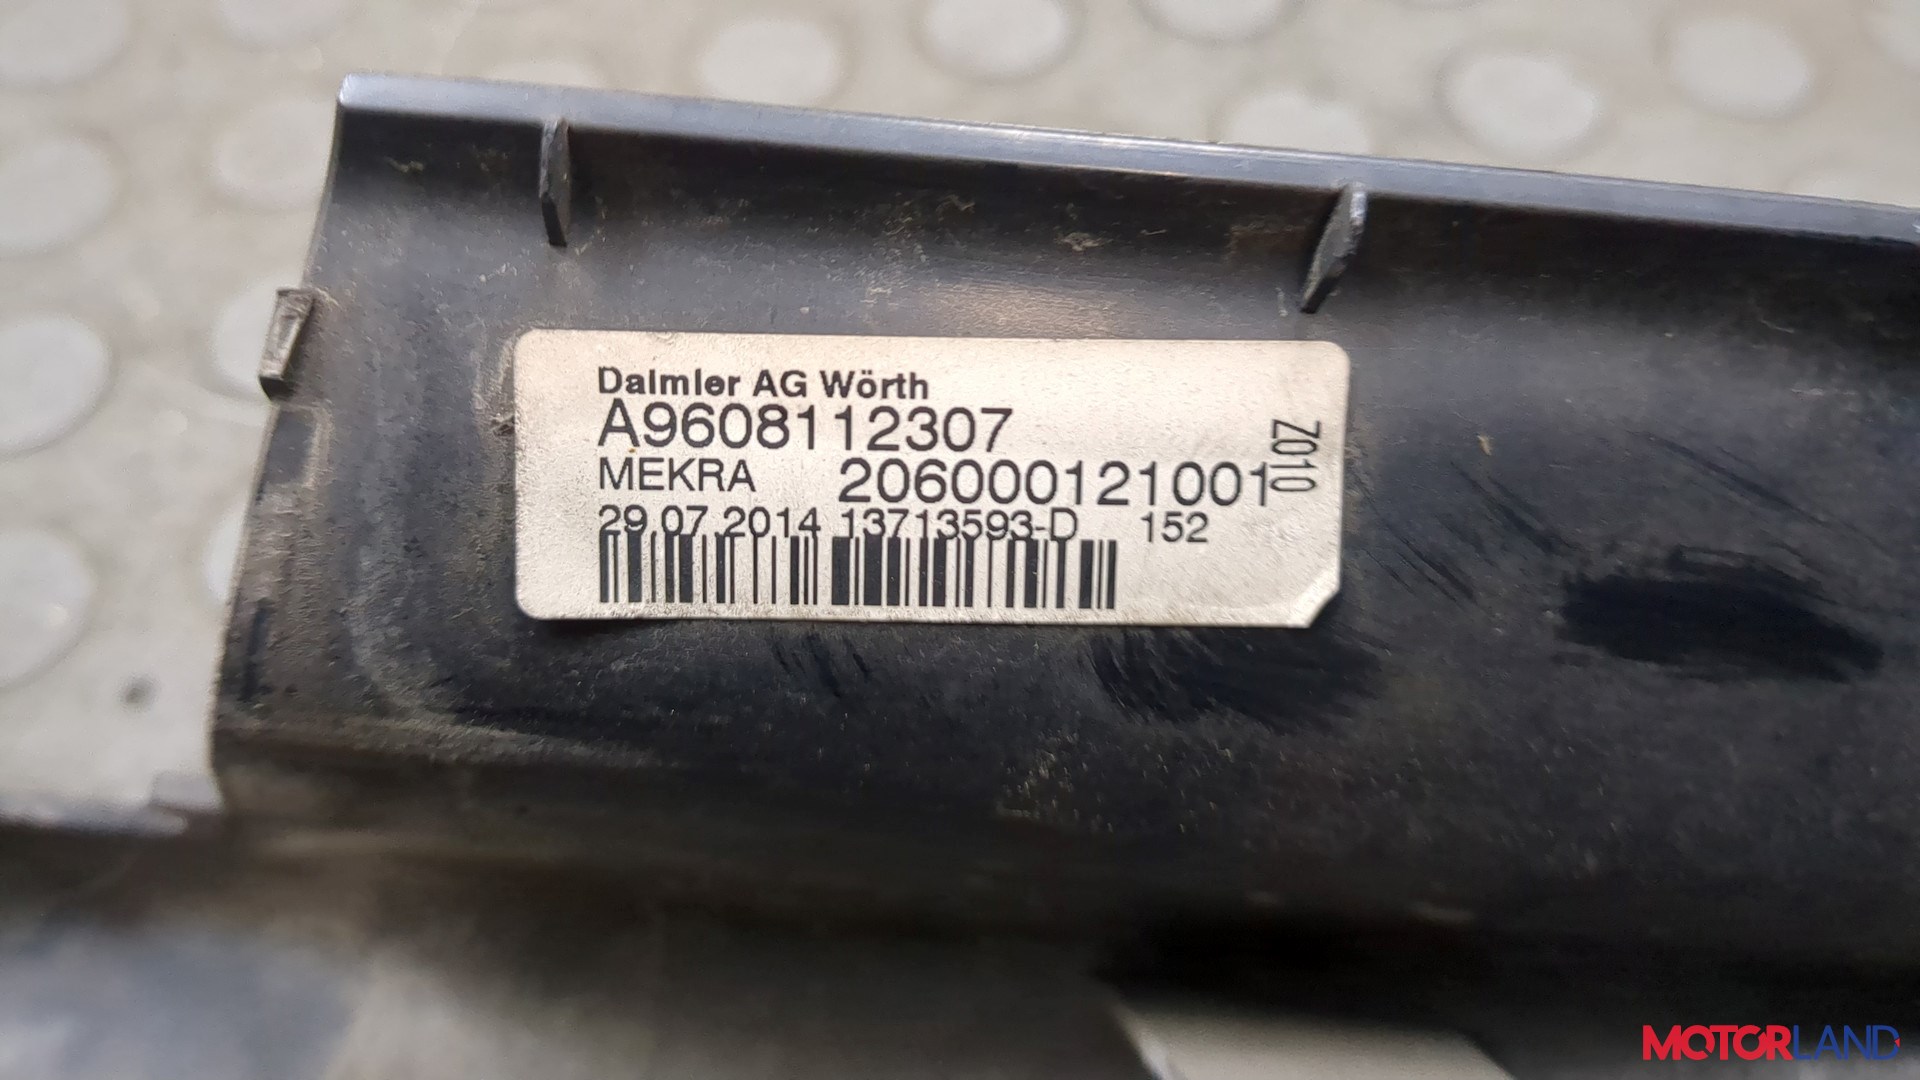 Daimler AG Wörth
A9608112307
MEKRA 206000121001
29.07.2014 13713593-D 152
Z010
MOTORLAND